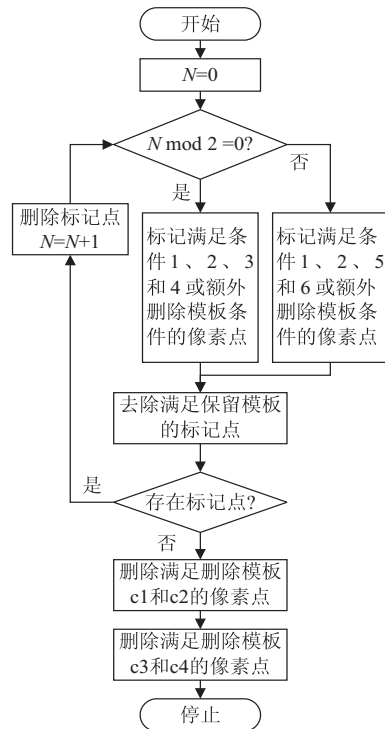 开始
N=0
N mod 2 =0?
否
是
删除标记点
N=N+1
标记满足条
件1、2、3
和4或额外
删除模板条
件的像素点
标记满足条
件1、2、5
和6或额外
删除模板条
件的像素点
去除满足保留模板
的标记点
是
存在标记点?
否
删除满足删除模板
c1和c2的像素点
删除满足删除模板
c3和c4的像素点
停止